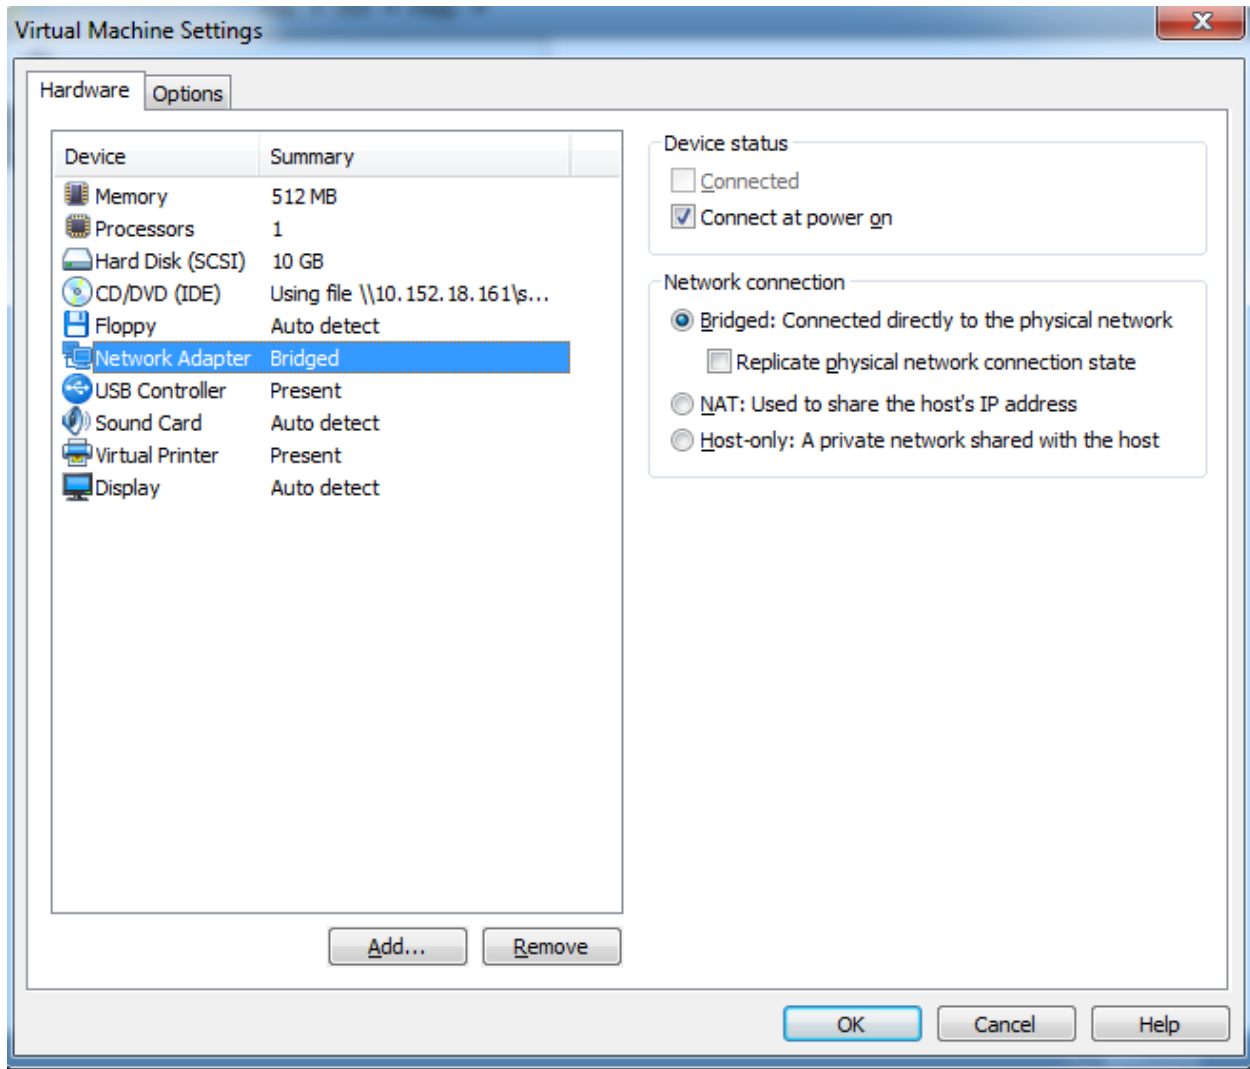 Virtual Machine Settings
Hardware
Options
Device Summary
Memory 512 MB
Processors 1
Hard Disk (SCSI) 10 GB
CD/DVD (IDE) Using file \\10.152.18.161\s...
Floppy Auto detect
Network Adapter Bridged
USB Controller Present
Sound Card Auto detect
Virtual Printer Present
Display Auto detect
Add...
Remove
Device status
Connected
Connect at power on
Network connection
Bridged: Connected directly to the physical network
Replicate physical network connection state
NAT: Used to share the host's IP address
Host-only: A private network shared with the host
OK
Cancel
Help